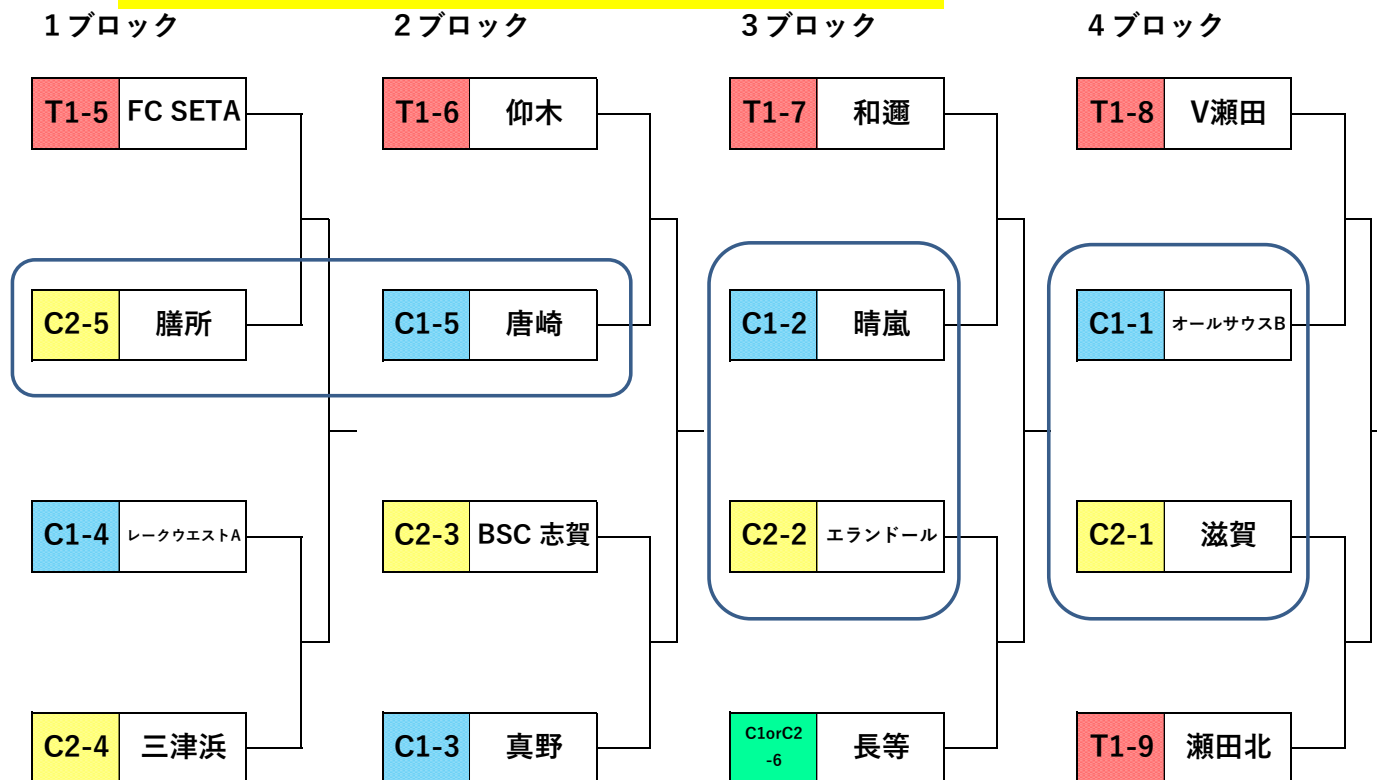 1ブロック
2ブロック
3ブロック
4ブロック
T1-5 FC SETA
T1-6 仰木
T1-7 和邇
T1-8 V瀬田
C2-5 膳所
C1-5 唐崎
C1-2 晴嵐
C1-1 オールサウスB
C1-4 レークウエストA
C2-3 BSC 志賀
C2-2 エランドール
C2-1 滋賀
C2-4 三津浜
C1-3 真野
C1orC2
-6
長等
T1-9 瀬田北